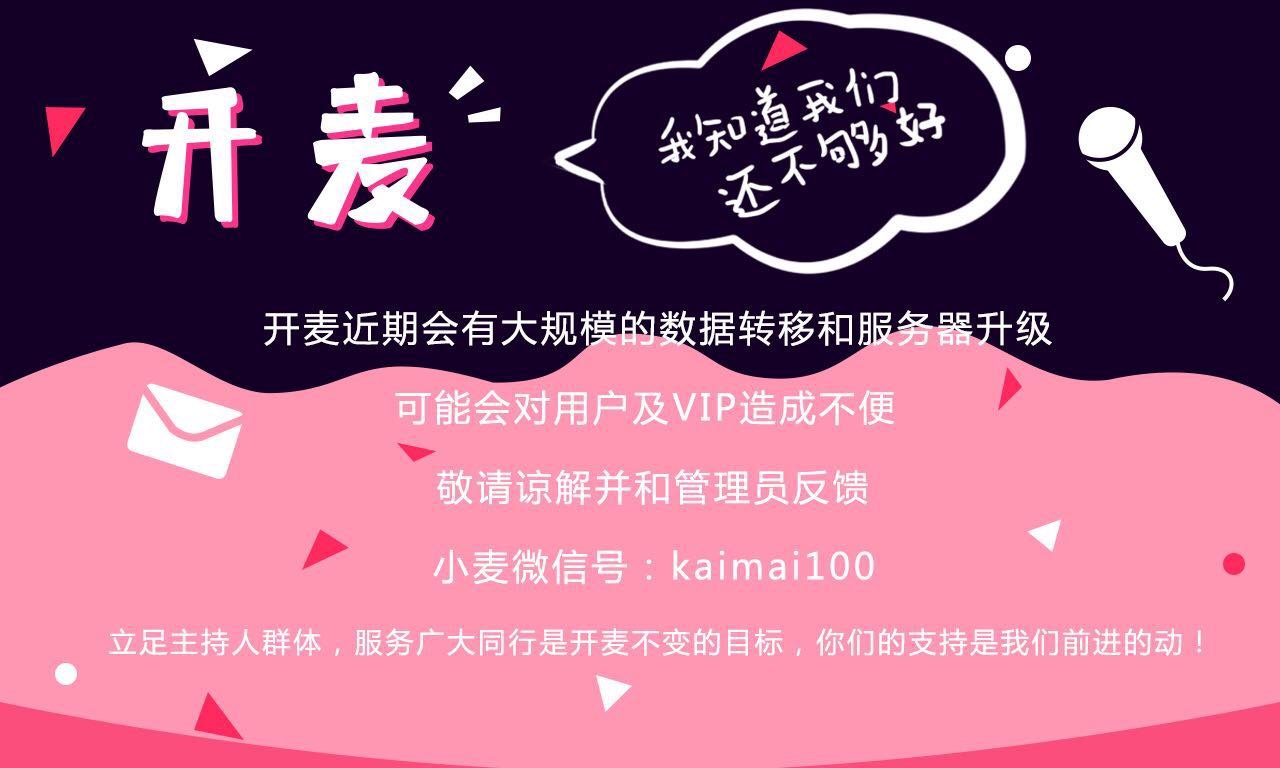 开麦
我知道我们
还不够好
开麦近期会有大规模的数据转移和服务器升级
可能会对用户及VIP造成不便
敬请谅解并和管理员反馈
小麦微信号：kaimai100
立足主持人群体，服务广大同行是开麦不变的目标，你们的支持是我们前进的动！